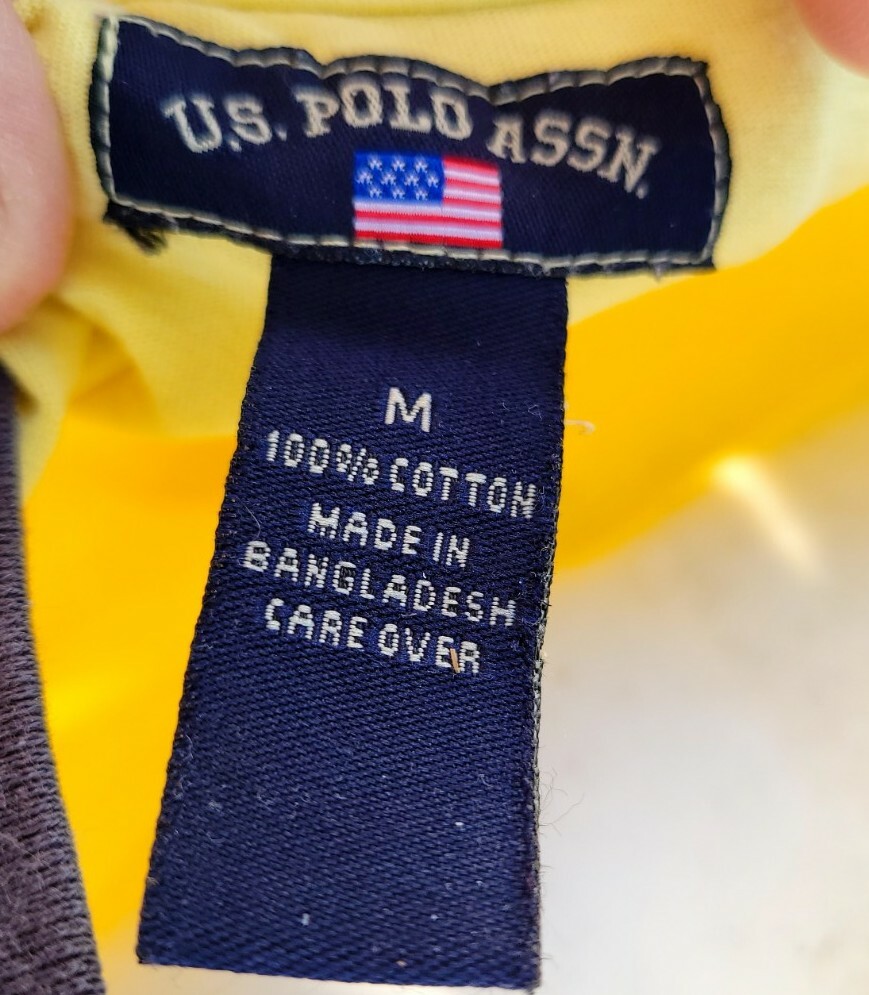 U.S. POLO ASSN.
M
100% COTTON
MADE IN
BANGLADESH
CARE OVER